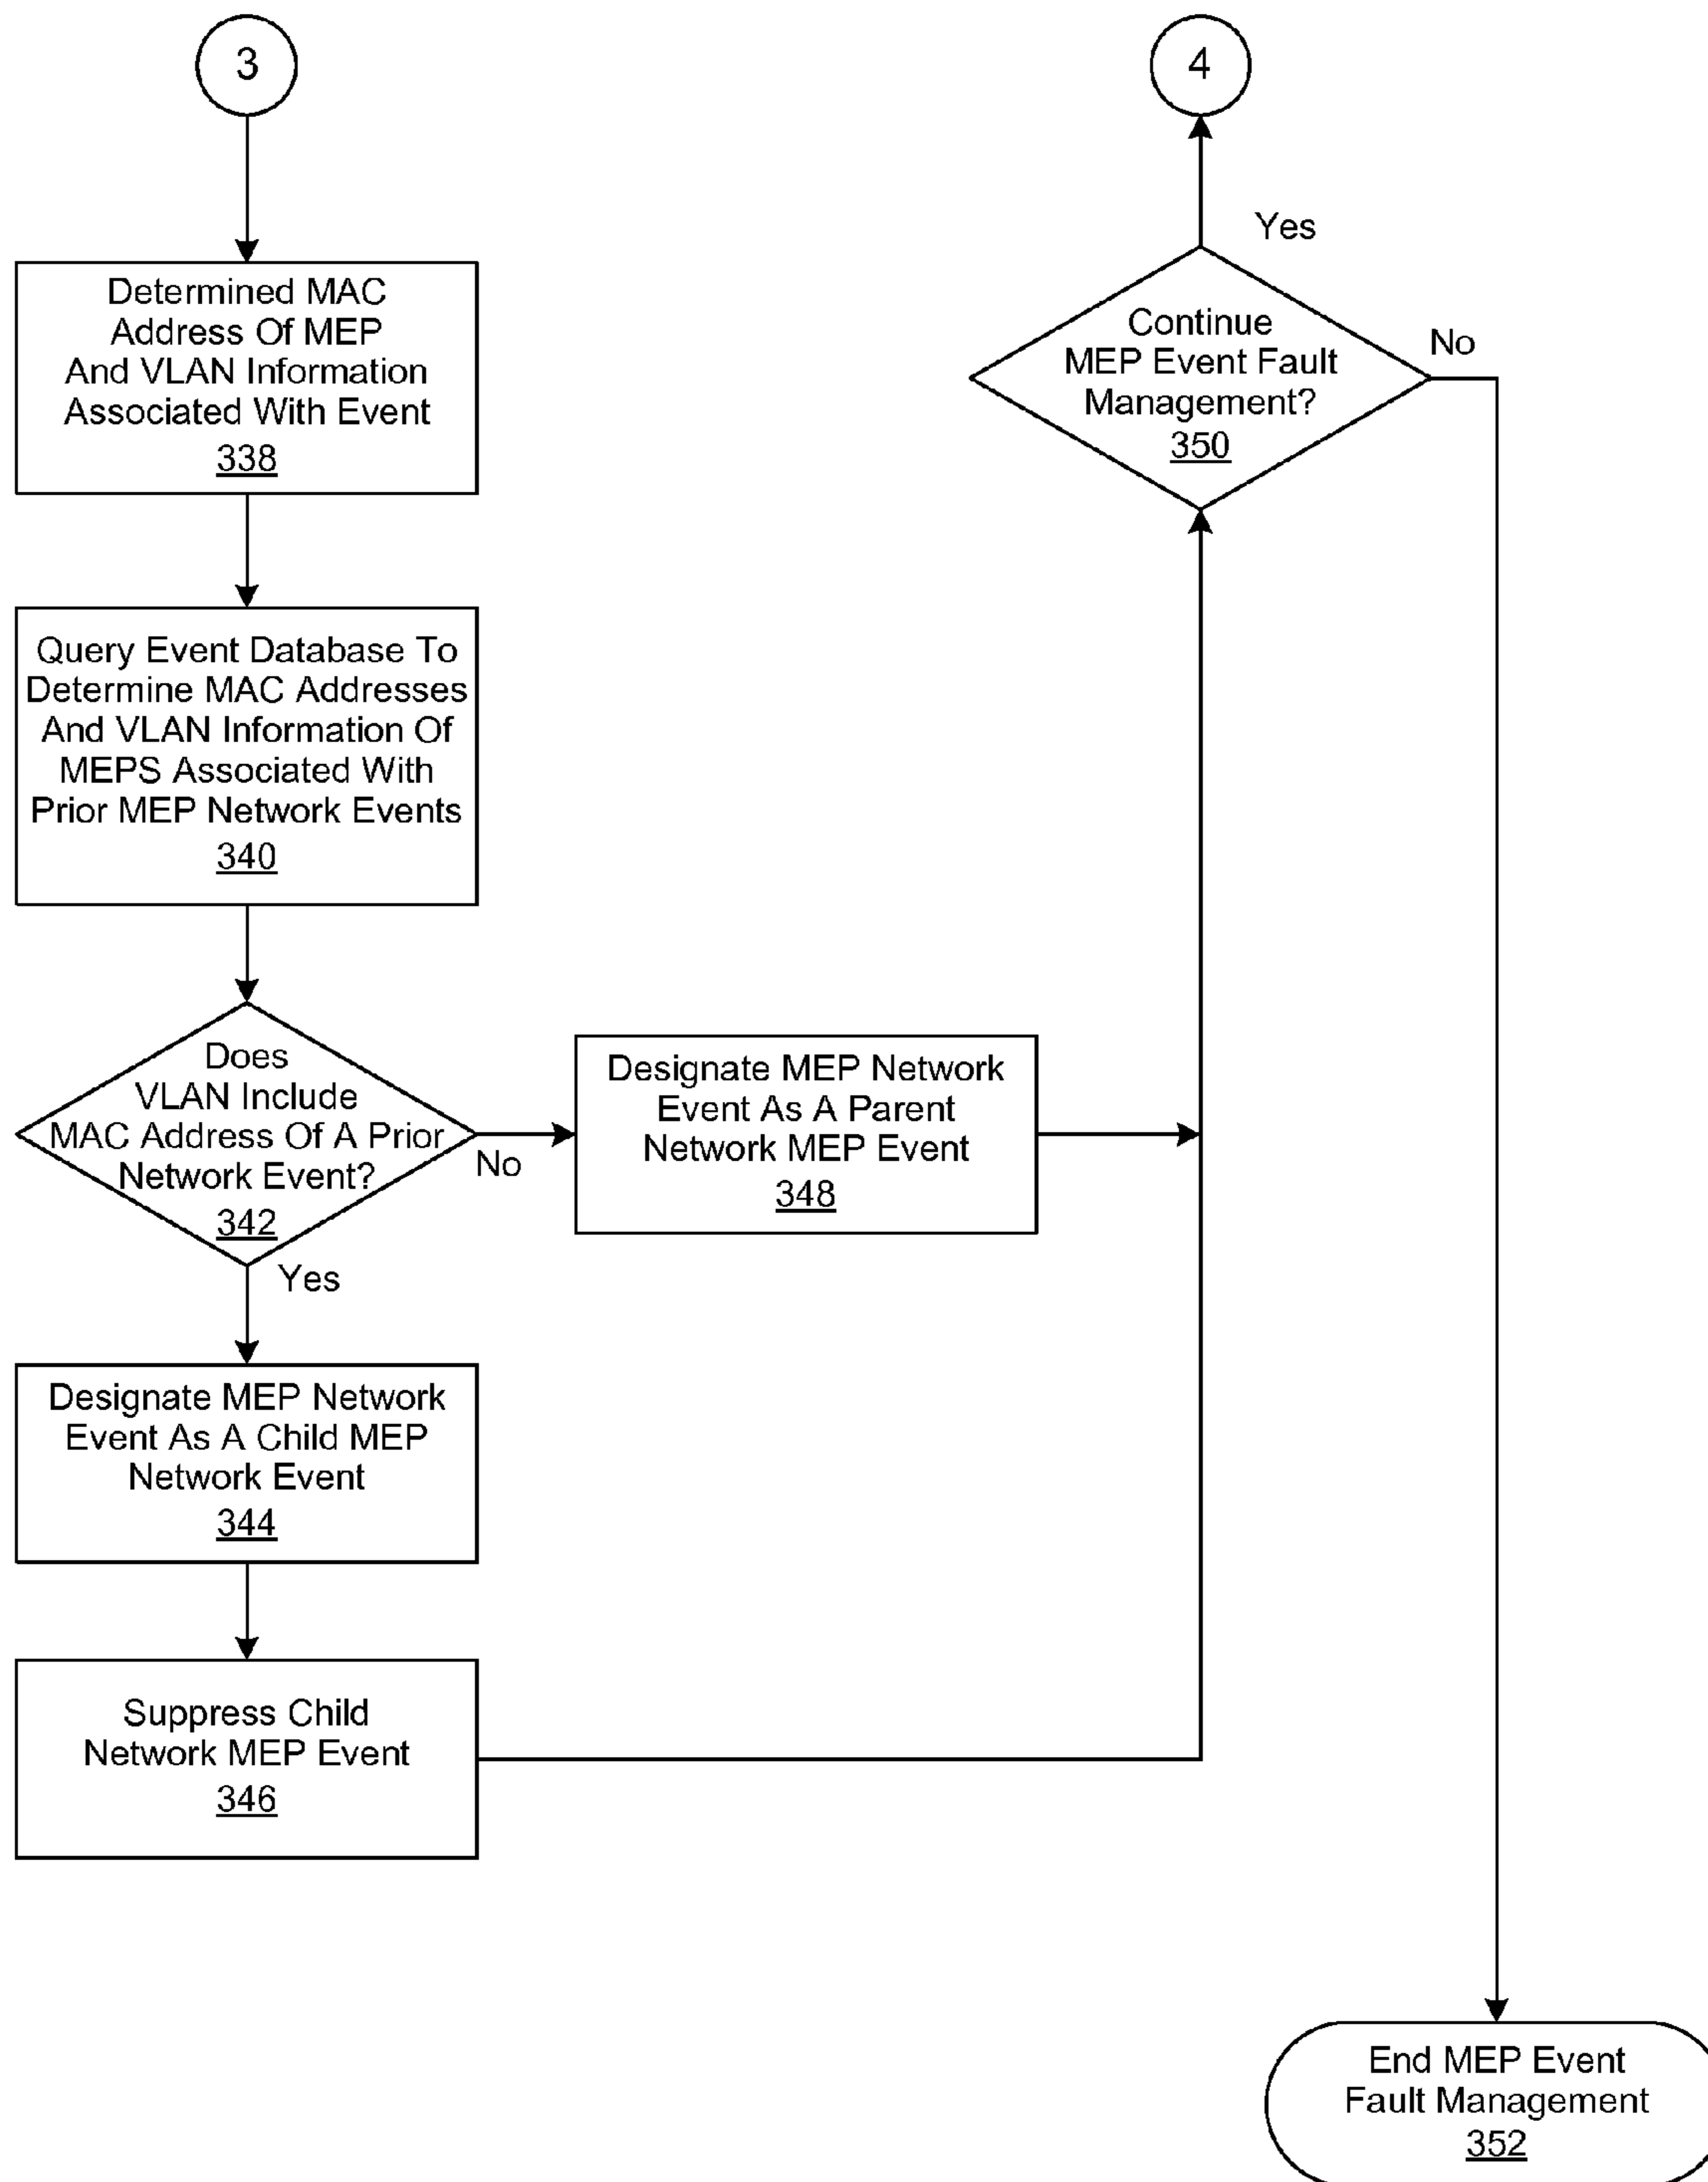 3
Determined MAC
Address Of MEP
And VLAN Information
Associated With Event
338
Query Event Database To
Determine MAC Addresses
And VLAN Information Of
MEPS Associated With
Prior MEP Network Events
340
Does
VLAN Include
MAC Address Of A Prior
Network Event?
342
No
Yes
Designate MEP Network
Event As A Parent
Network MEP Event
348
Designate MEP Network
Event As A Child MEP
Network Event
344
Suppress Child
Network MEP Event
346
4
Yes
Continue
MEP Event Fault
Management?
350
No
End MEP Event
Fault Management
352